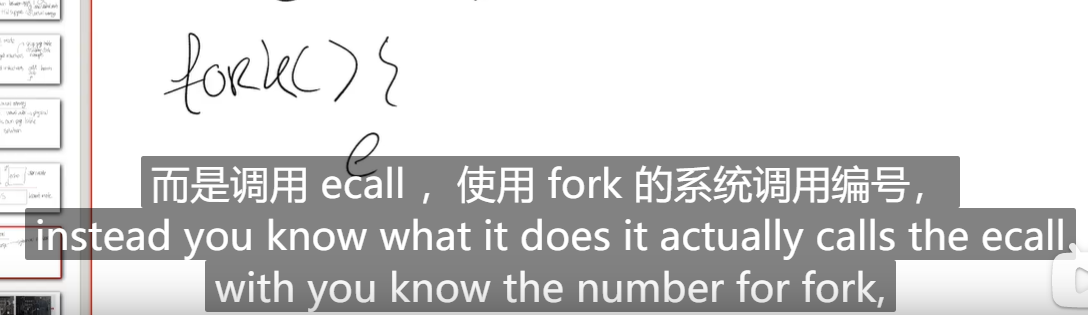 fork() {
e
而是调用 ecall ，使用 fork 的系统调用编号，
instead you know what it does it actually calls the ecall
with you know the number for fork,